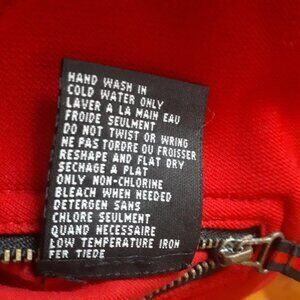 HAND WASH IN
COLD WATER ONLY
LAVER A LA MAIN EAU
FROIDE SEULMENT
DO NOT TWIST OR WRING
NE PAS TORDRE OU FROISSER
RESHAPE AND FLAT DRY
SECHAGE A PLAT
ONLY NON-CHLORINE
BLEACH WHEN NEEDED
DETERGEN SANS
CHLORE SEULMENT
QUAND NECESSAIRE
LOW TEMPERATURE IRON
FER TIEDE